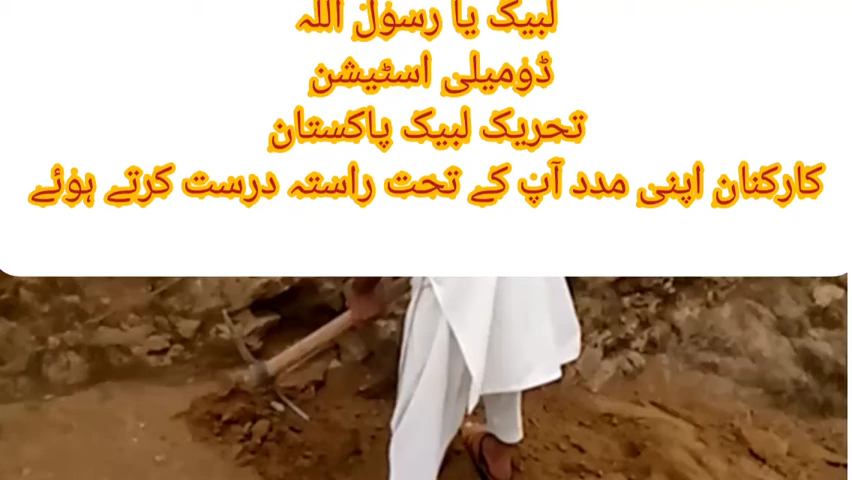 لبیک یا رسول اللہ
ڈومیلی اسٹیشن
تحریک لبیک پاکستان
کارکنان اپنی مدد آپ کے تحت راستہ درست کرتے ہوئے